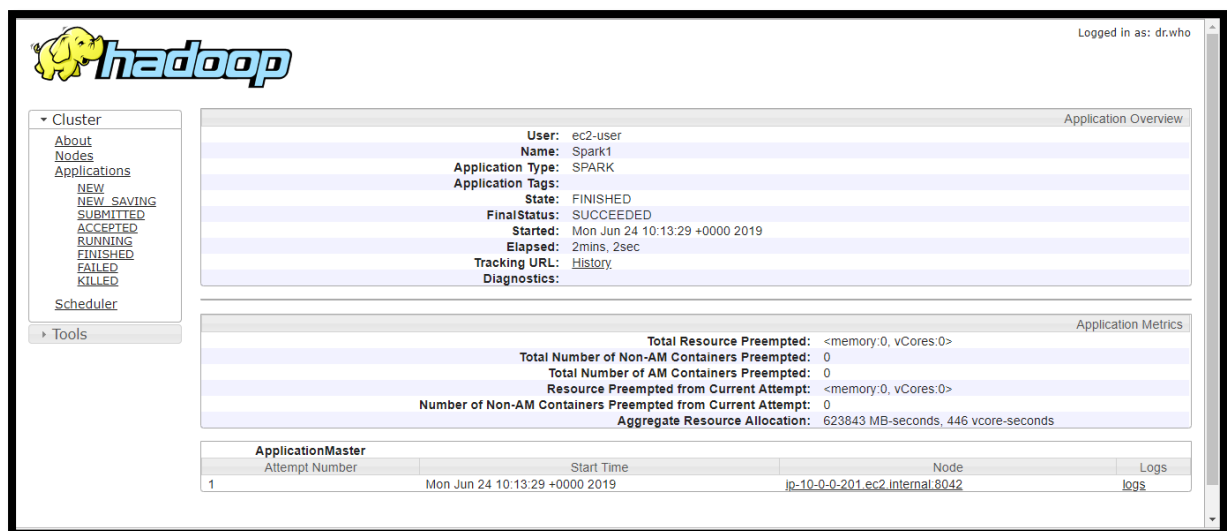 hadoop
Logged in as: dr.who
Cluster
About
Nodes
Applications
NEW
NEW_SAVING
SUBMITTED
ACCEPTED
RUNNING
FINISHED
FAILED
KILLED
Scheduler
Tools
Application Overview
User: ec2-user
Name: Spark1
Application Type: SPARK
Application Tags:
State: FINISHED
FinalStatus: SUCCEEDED
Started: Mon Jun 24 10:13:29 +0000 2019
Elapsed: 2mins, 2sec
Tracking URL: History
Diagnostics:
Application Metrics
Total Resource Preempted: <memory:0, vCores:0>
Total Number of Non-AM Containers Preempted: 0
Total Number of AM Containers Preempted: 0
Resource Preempted from Current Attempt: <memory:0, vCores:0>
Number of Non-AM Containers Preempted from Current Attempt: 0
Aggregate Resource Allocation: 623843 MB-seconds, 446 vcore-seconds
ApplicationMaster
Attempt Number Start Time Node Logs
1 Mon Jun 24 10:13:29 +0000 2019 ip-10-0-0-201.ec2.internal:8042 logs